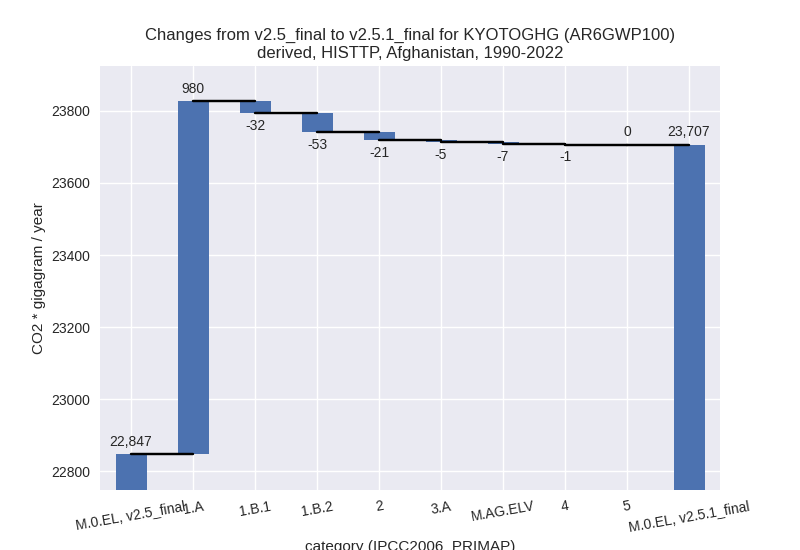 Changes from v2.5_final to v2.5.1_final for KYOTOGHG (AR6GWP100)
derived, HISTTP, Afghanistan, 1990-2022
CO2 * gigagram / year
23800
23600
23400
23200
23000
22800
22,847
980
-32
-53
-21
-5
-7
-1
0
23,707
M.0.EL, v2.5_final
1.A
1.B.1
1.B.2
2
3.A
M.AG.ELV
4
5
M.0.EL, v2.5.1_final
category (IPCC2006_PRIMAP)